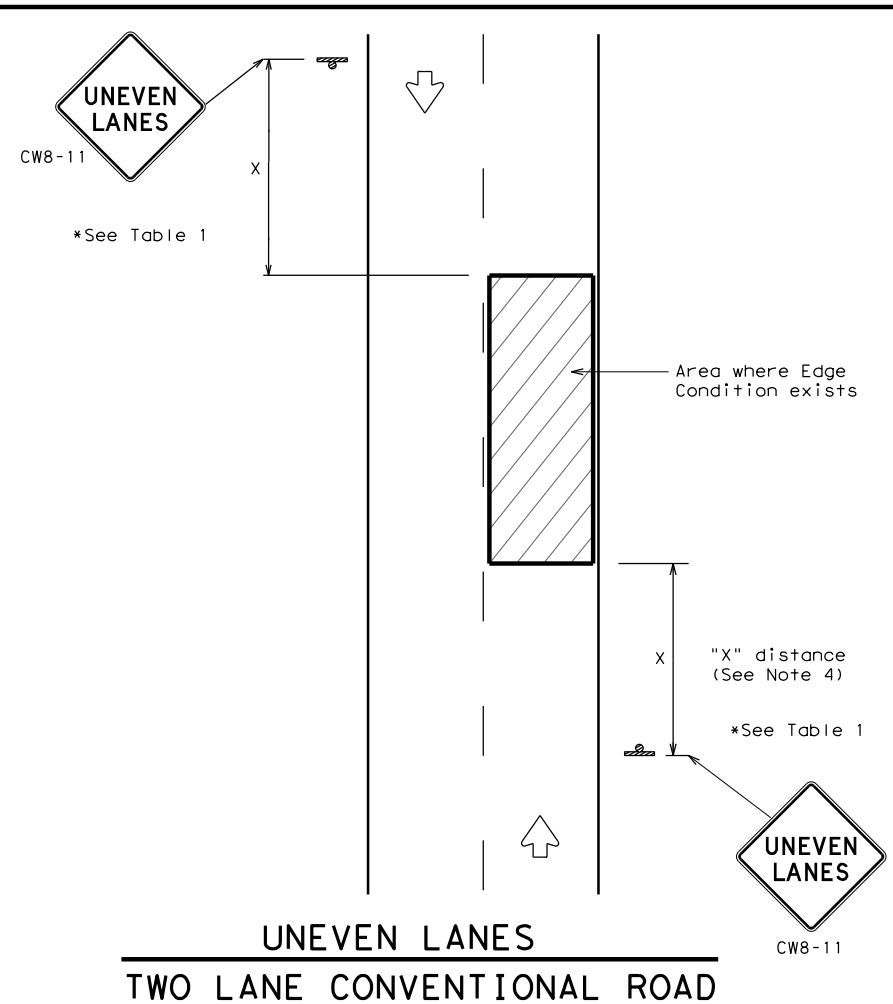 UNEVEN
LANES
CW8-11
X
*See Table 1
Area where Edge
Condition exists
X
"X" distance
(See Note 4)
*See Table 1
UNEVEN
LANES
CW8-11
UNEVEN LANES
TWO LANE CONVENTIONAL ROAD